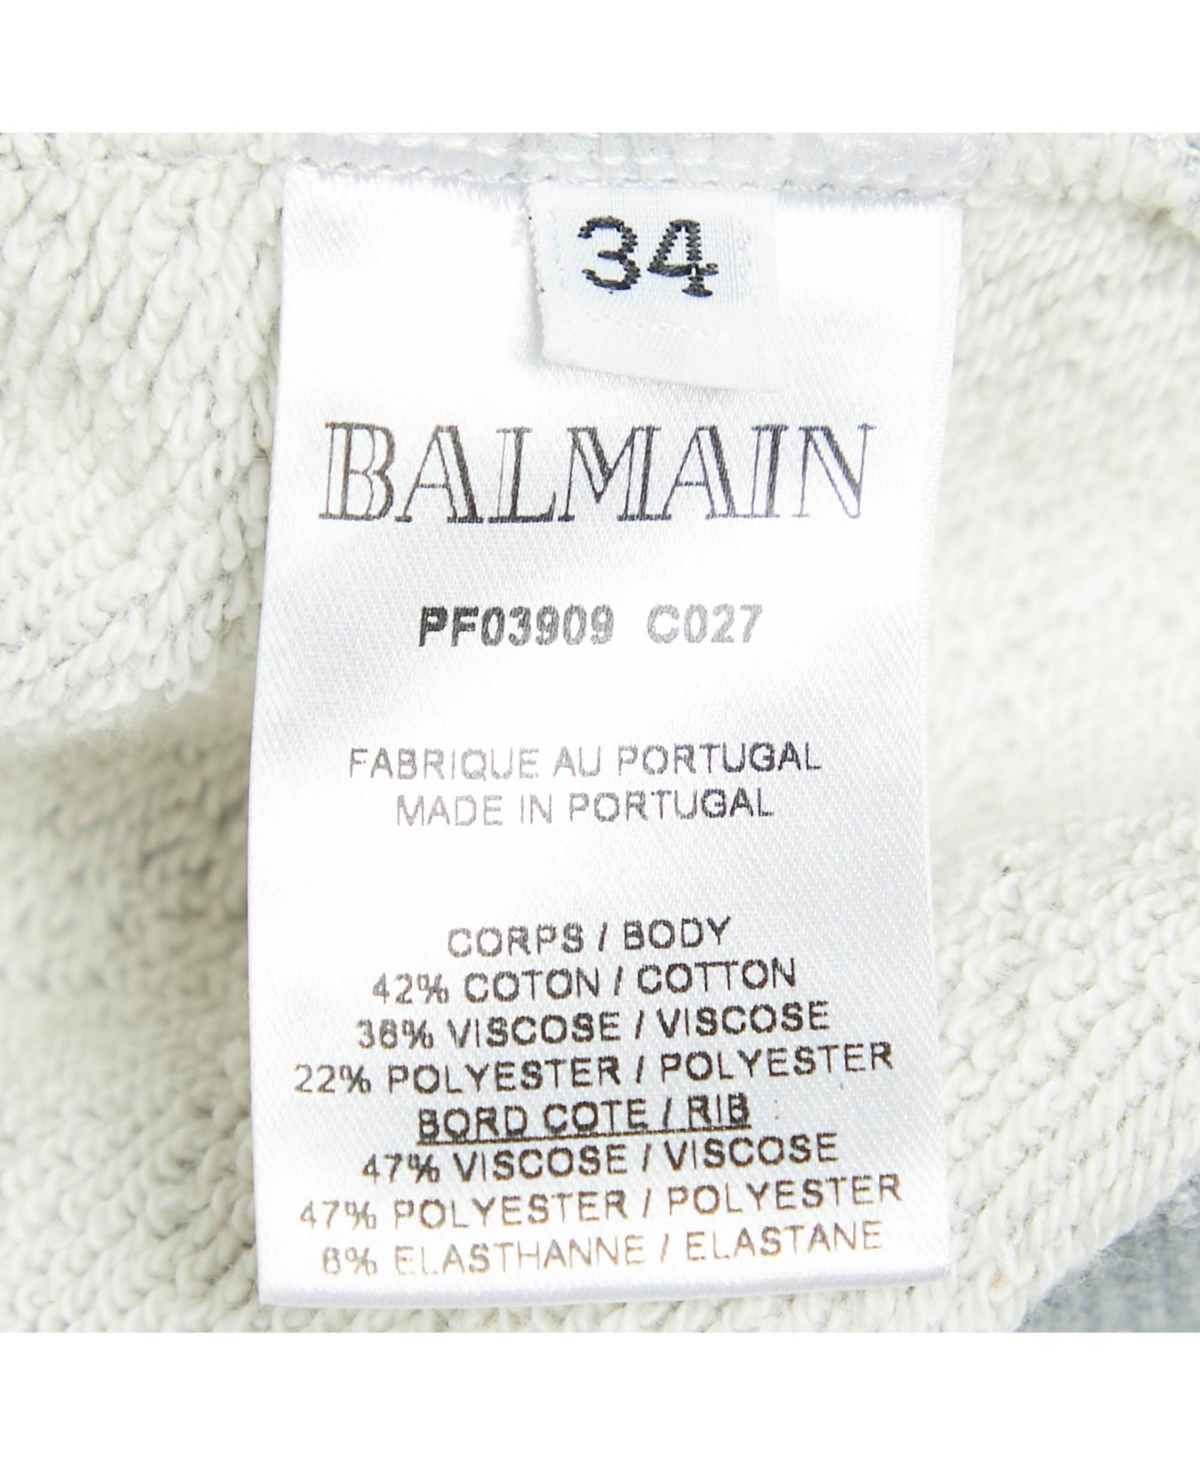 34
BALMAIN
PF03909 C027
FABRIQUE AU PORTUGAL
MADE IN PORTUGAL
CORPS / BODY
42% COTON / COTTON
36% VISCOSE / VISCOSE
22% POLYESTER / POLYESTER
BORD COTE / RIB
47% VISCOSE / VISCOSE
47% POLYESTER / POLYESTER
6% ELASTHANNE / ELASTANE